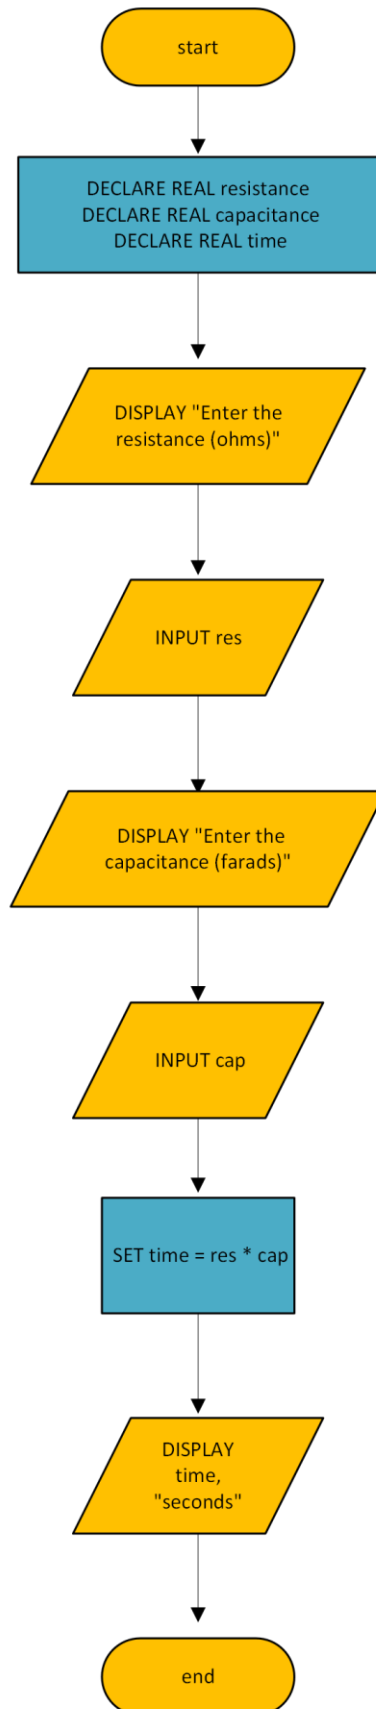 start
DECLARE REAL resistance
DECLARE REAL capacitance
DECLARE REAL time
DISPLAY "Enter the
resistance (ohms)"
INPUT res
DISPLAY "Enter the
capacitance (farads)"
INPUT cap
SET time = res * cap
DISPLAY
time,
"seconds"
end